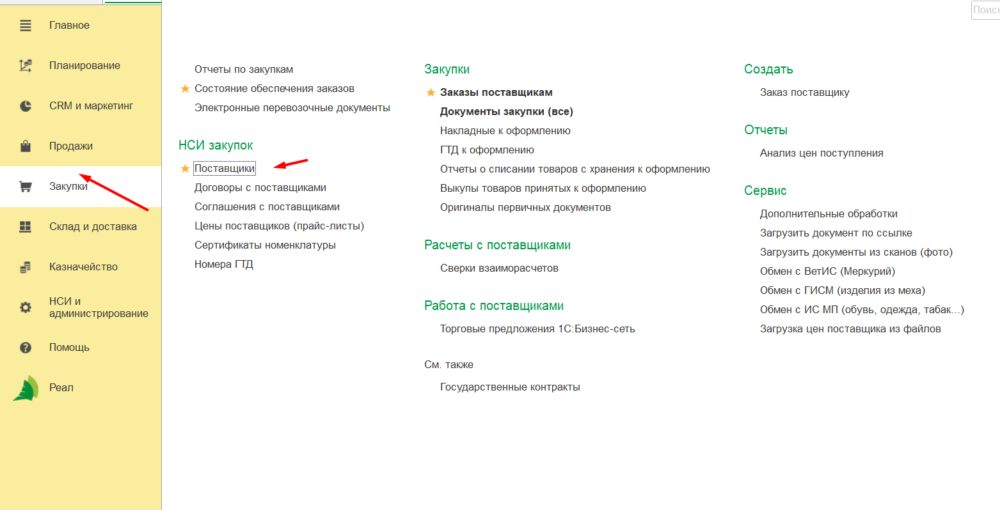 Главное
Планирование
CRM и маркетинг
Продажи
Закупки
Склад и доставка
Казначейство
НСИ и
администрирование
Помощь
Реал
Отчеты по закупкам
Состояние обеспечения заказов
Электронные перевозочные документы
НСИ закупок
Поставщики
Договоры с поставщиками
Соглашения с поставщиками
Цены поставщиков (прайс-листы)
Сертификаты номенклатуры
Номера ГТД
Закупки
Заказы поставщикам
Документы закупки (все)
Накладные к оформлению
ГТД к оформлению
Отчеты о списании товаров с хранения к оформлению
Выкупы товаров принятых к оформлению
Оригиналы первичных документов
Расчеты с поставщиками
Сверки взаиморасчетов
Работа с поставщиками
Торговые предложения 1С:Бизнес-сеть
См. также
Государственные контракты
Поиск
Создать
Заказ поставщику
Отчеты
Анализ цен поступления
Сервис
Дополнительные обработки
Загрузить документ по ссылке
Загрузить документы из сканов (фото)
Обмен с ВетИС (Меркурий)
Обмен с ГИСМ (изделия из меха)
Обмен с ИС МП (обувь, одежда, табак...)
Загрузка цен поставщика из файлов